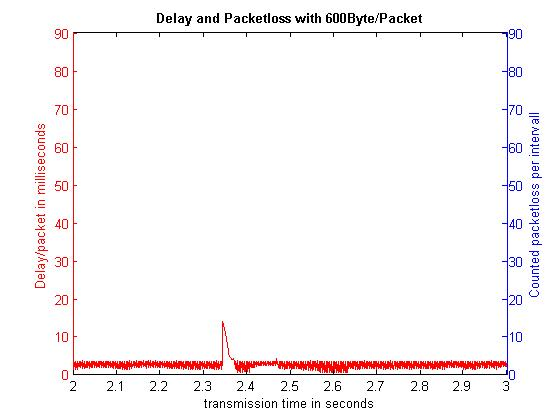 Delay and Packetloss with 600Byte/Packet
90 90
80 80
70 70
60 60
50 50
40 40
30 30
20 20
10 10
0 0
Delay/packet in milliseconds
Counted packetloss per intervall
2 2.1 2.2 2.3 2.4 2.5 2.6 2.7 2.8 2.9 3
transmission time in seconds